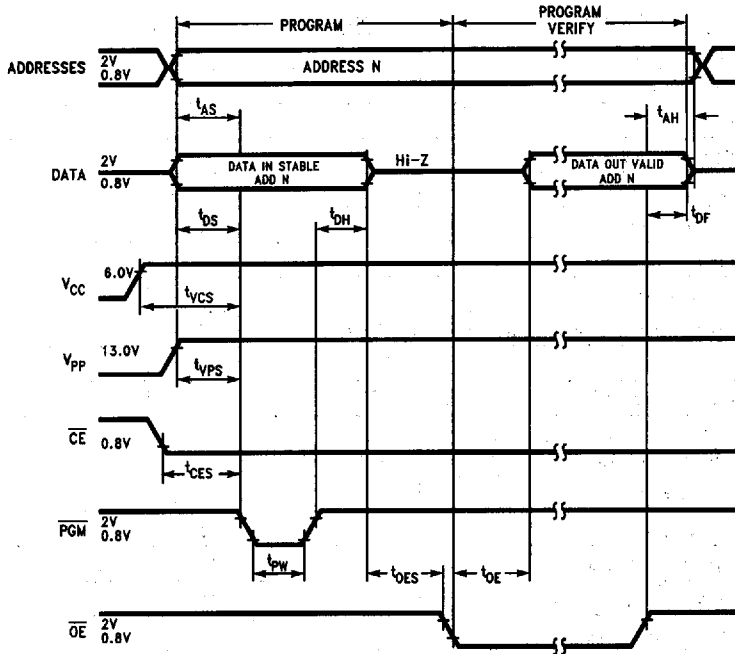 PROGRAM
PROGRAM
VERIFY
ADDRESSES
2V
0.8V
ADDRESS N
tAS
tAH
DATA
2V
0.8V
DATA IN STABLE
ADD N
Hi-Z
DATA OUT VALID
ADD N
tDS
tDH
tDF
VCC
6.0V
tVCS
VPP
13.0V
tVPS
CE
0.8V
tCES
PGM
2V
0.8V
tPW
tOES
tOE
OE
2V
0.8V